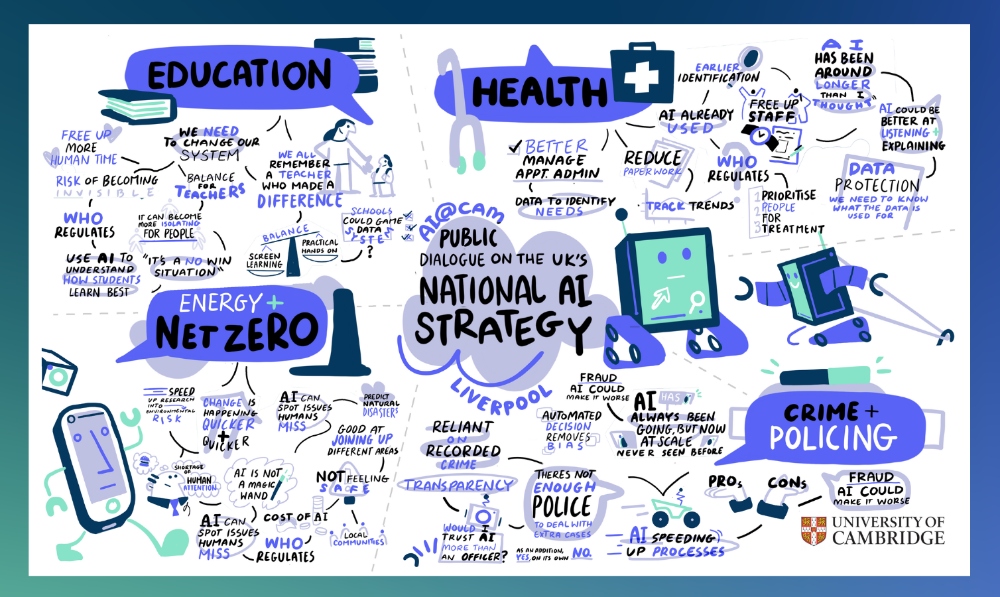 EDUCATION
FREE UP
MORE
HUMAN TIME
RISK OF BECOMING
INVISIBLE
WHO
REGULATES
USE AI TO
UNDERSTAND
HOW STUDENTS
LEARN BEST
WE NEED
TO CHANGE OUR
SYSTEM
BALANCE
FOR
TEACHERS
IT CAN BECOME
MORE ISOLATING
FOR PEOPLE
"IT'S A NO WIN
SITUATION"
WE ALL
REMEMBER
A TEACHER
WHO MADE A
DIFFERENCE
BALANCE
SCREEN
LEARNING
PRACTICAL
HANDS ON
SCHOOLS
COULD GAME
DATA
SYSTEM
?
HEALTH
BETTER
MANAGE
APPT ADMIN
DATA TO IDENTIFY
NEEDS
REDUCE
PAPERWORK
TRACK TRENDS
EARLIER
IDENTIFICATION
AI ALREADY
USED
FREE UP
STAFF
WHO
REGULATES
1 PRIORITISE
2 PEOPLE
3 FOR
TREATMENT
AI
HAS BEEN
AROUND
LONGER
THAN I
THOUGHT"
AI COULD BE
BETTER AT
LISTENING +
EXPLAINING
DATA
PROTECTION
WE NEED TO KNOW
WHAT THE DATA IS
USED FOR
AI@CAM
PUBLIC
DIALOGUE ON THE UK'S
NATIONAL AI
STRATEGY
LIVERPOOL
ENERGY +
NET ZERO
SPEED
UP RESEARCH
INTO
ENVIRONMENTAL
RISK
CHANGE IS
HAPPENING
QUICKER
+
QUICKER
AI CAN
SPOT ISSUES
HUMANS
MISS
PREDICT
NATURAL
DISASTERS
GOOD AT
JOINING UP
DIFFERENT AREAS
SHORTAGE
OF
HUMAN
ATTENTION
AI IS NOT
A MAGIC
WAND
NOT FEELING
SAFE
AI CAN
SPOT ISSUES
HUMANS
MISS
COST OF AI
WHO
REGULATES
LOCAL
COMMUNITIES
CRIME +
POLICING
FRAUD
AI COULD
MAKE IT WORSE
AI HAS
ALWAYS BEEN
GOING, BUT NOW
AT SCALE
NEVER SEEN BEFORE
AUTOMATED
DECISION
REMOVES
BIAS
RELIANT
ON
RECORDED
CRIME
TRANSPARENCY
WOULD I
TRUST AI
MORE THAN
AN OFFICER?
THERE'S NOT
ENOUGH
POLICE
TO DEAL WITH
EXTRA CASES
AS AN ADDITION,
YES, ON ITS OWN NO.
AI SPEEDING
UP PROCESSES
PROS
CONS
FRAUD
AI COULD
MAKE IT WORSE
UNIVERSITY OF
CAMBRIDGE